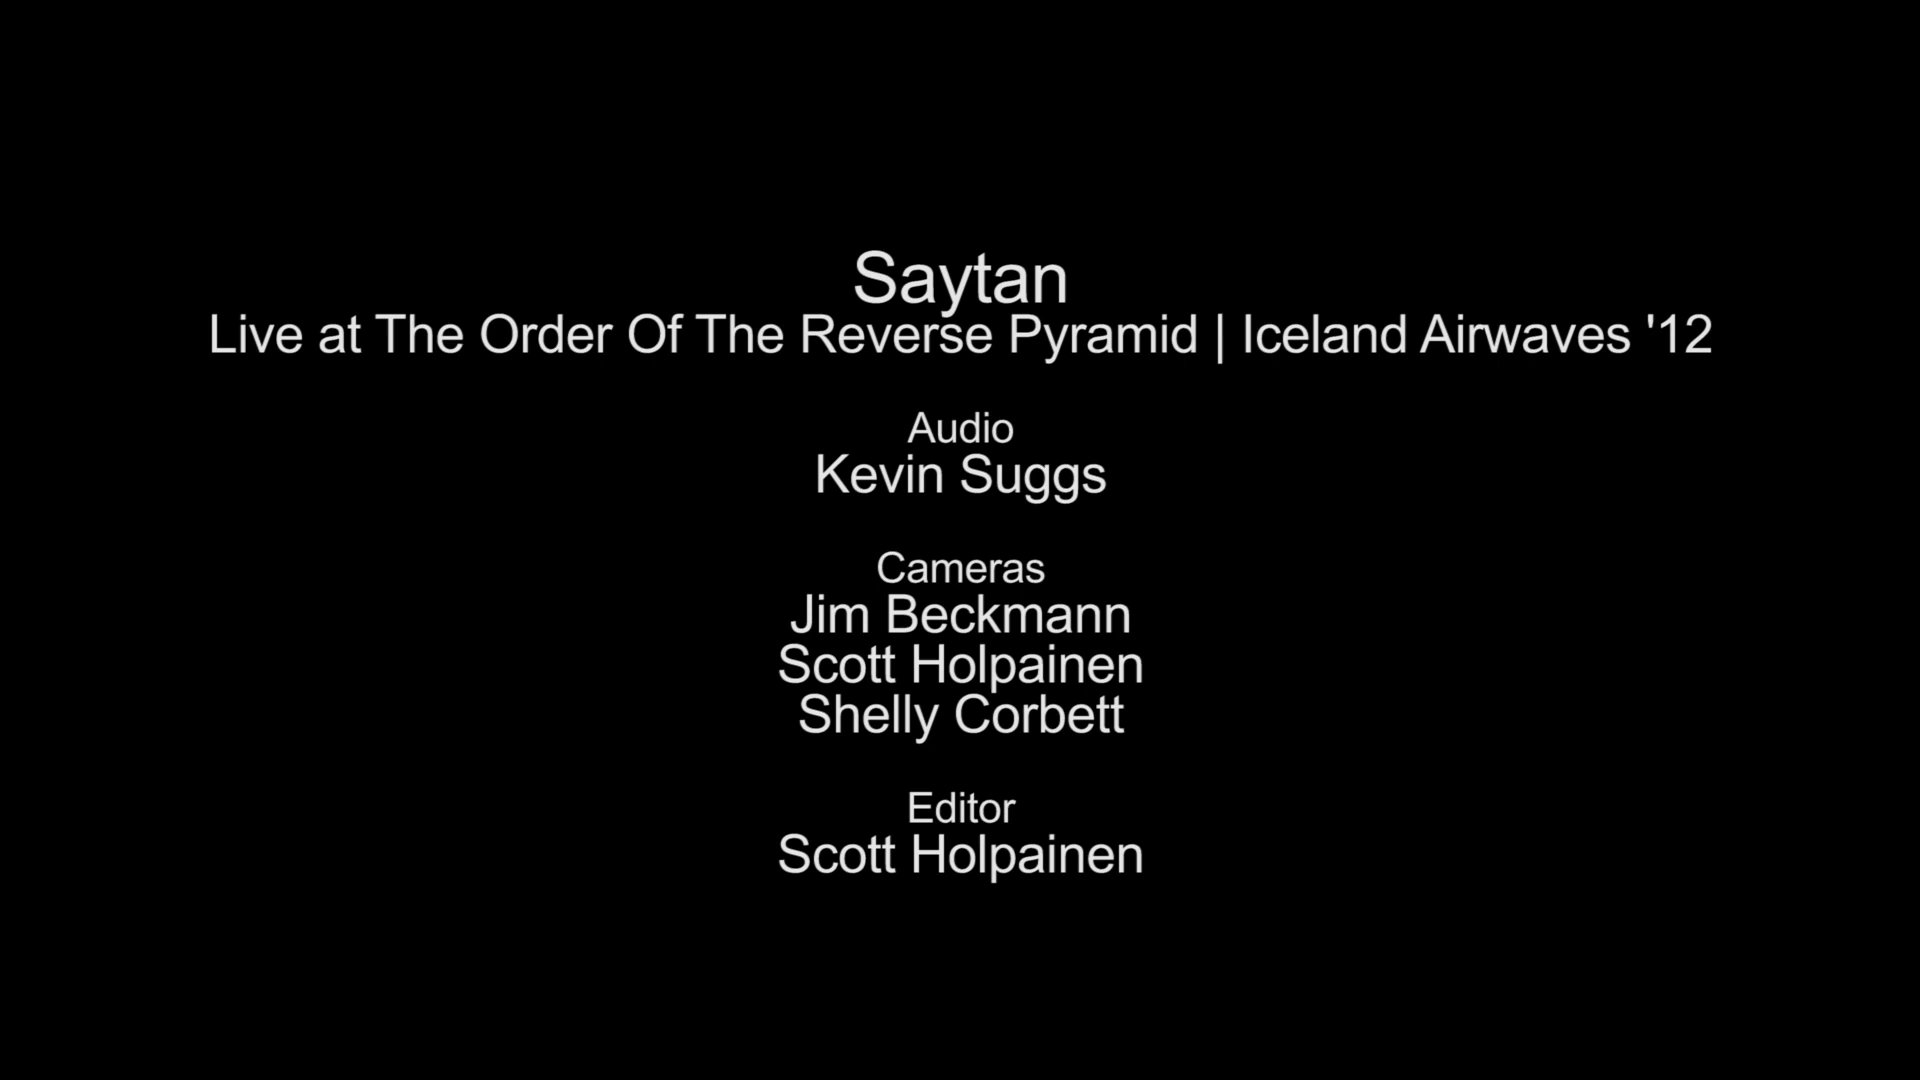 Saytan
Live at The Order Of The Reverse Pyramid | Iceland Airwaves '12
Audio
Kevin Suggs
Cameras
Jim Beckmann
Scott Holpainen
Shelly Corbett
Editor
Scott Holpainen